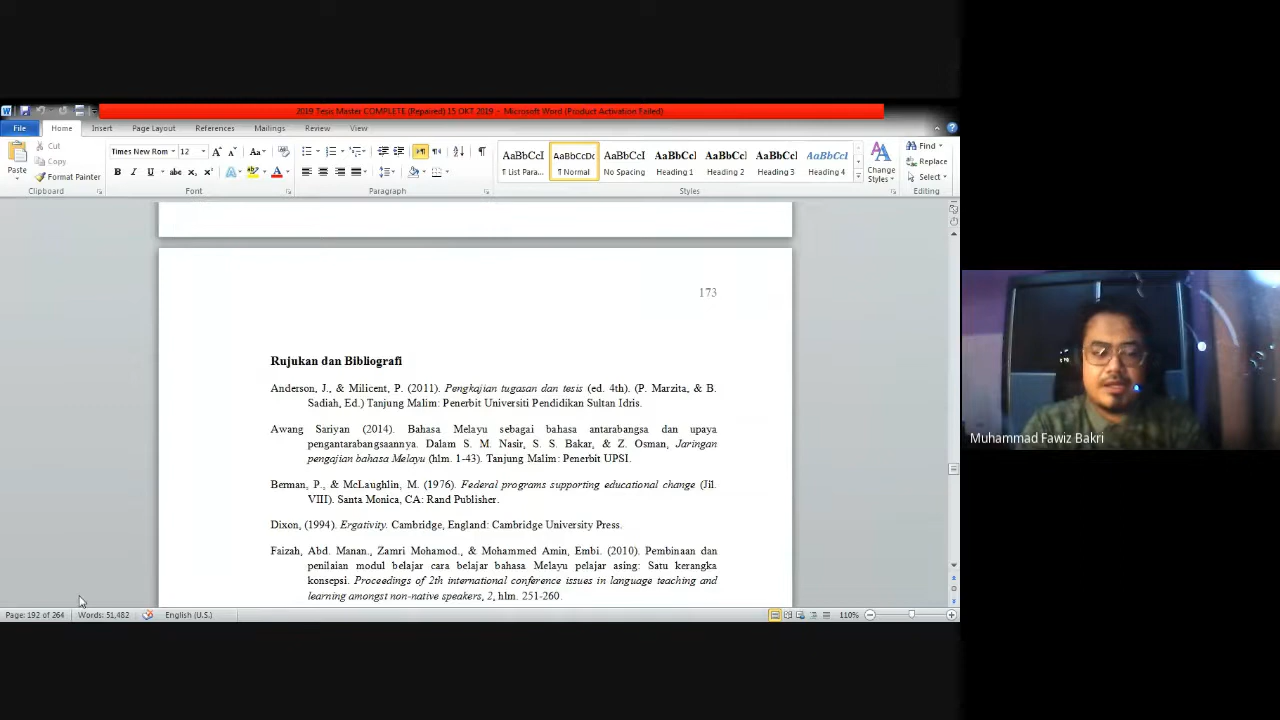 2019 Tesis Master COMPLETE (Repaired) 15 OKT 2019 - Microsoft Word (Product Activation Failed)
File Home Insert Page Layout References Mailings Review View
Paste
Cut
Copy
Format Painter
Clipboard
Times New Rom 12
Font
Paragraph
AaBbCcI AaBbCcDc AaBbCcI AaBbCcl AaBbCcl AaBbCcl AaBbCcl
¶ List Para... ¶ Normal No Spacing Heading 1 Heading 2 Heading 3 Heading 4
Change
Styles
Styles
Find
Replace
Select
Editing
173
Rujukan dan Bibliografi
Anderson, J., & Milicent, P. (2011). Pengkajian tugasan dan tesis (ed. 4th). (P. Marzita, & B.
Sadiah, Ed.) Tanjung Malim: Penerbit Universiti Pendidikan Sultan Idris.
Awang Sariyan (2014). Bahasa Melayu sebagai bahasa antarabangsa dan upaya
pengantarabangsaannya. Dalam S. M. Nasir, S. S. Bakar, & Z. Osman, Jaringan
pengajian bahasa Melayu (hlm. 1-43). Tanjung Malim: Penerbit UPSI.
Berman, P., & McLaughlin, M. (1976). Federal programs supporting educational change (Jil.
VIII). Santa Monica, CA: Rand Publisher.
Dixon, (1994). Ergativity. Cambridge, England: Cambridge University Press.
Faizah, Abd. Manan., Zamri Mohamod., & Mohammed Amin, Embi. (2010). Pembinaan dan
penilaian modul belajar cara belajar bahasa Melayu pelajar asing: Satu kerangka
konsepsi. Proceedings of 2th international conference issues in language teaching and
learning amongst non-native speakers, 2, hlm. 251-260.
Page: 192 of 264 Words: 51,482 English (U.S.) 110%
Muhammad Fawiz Bakri